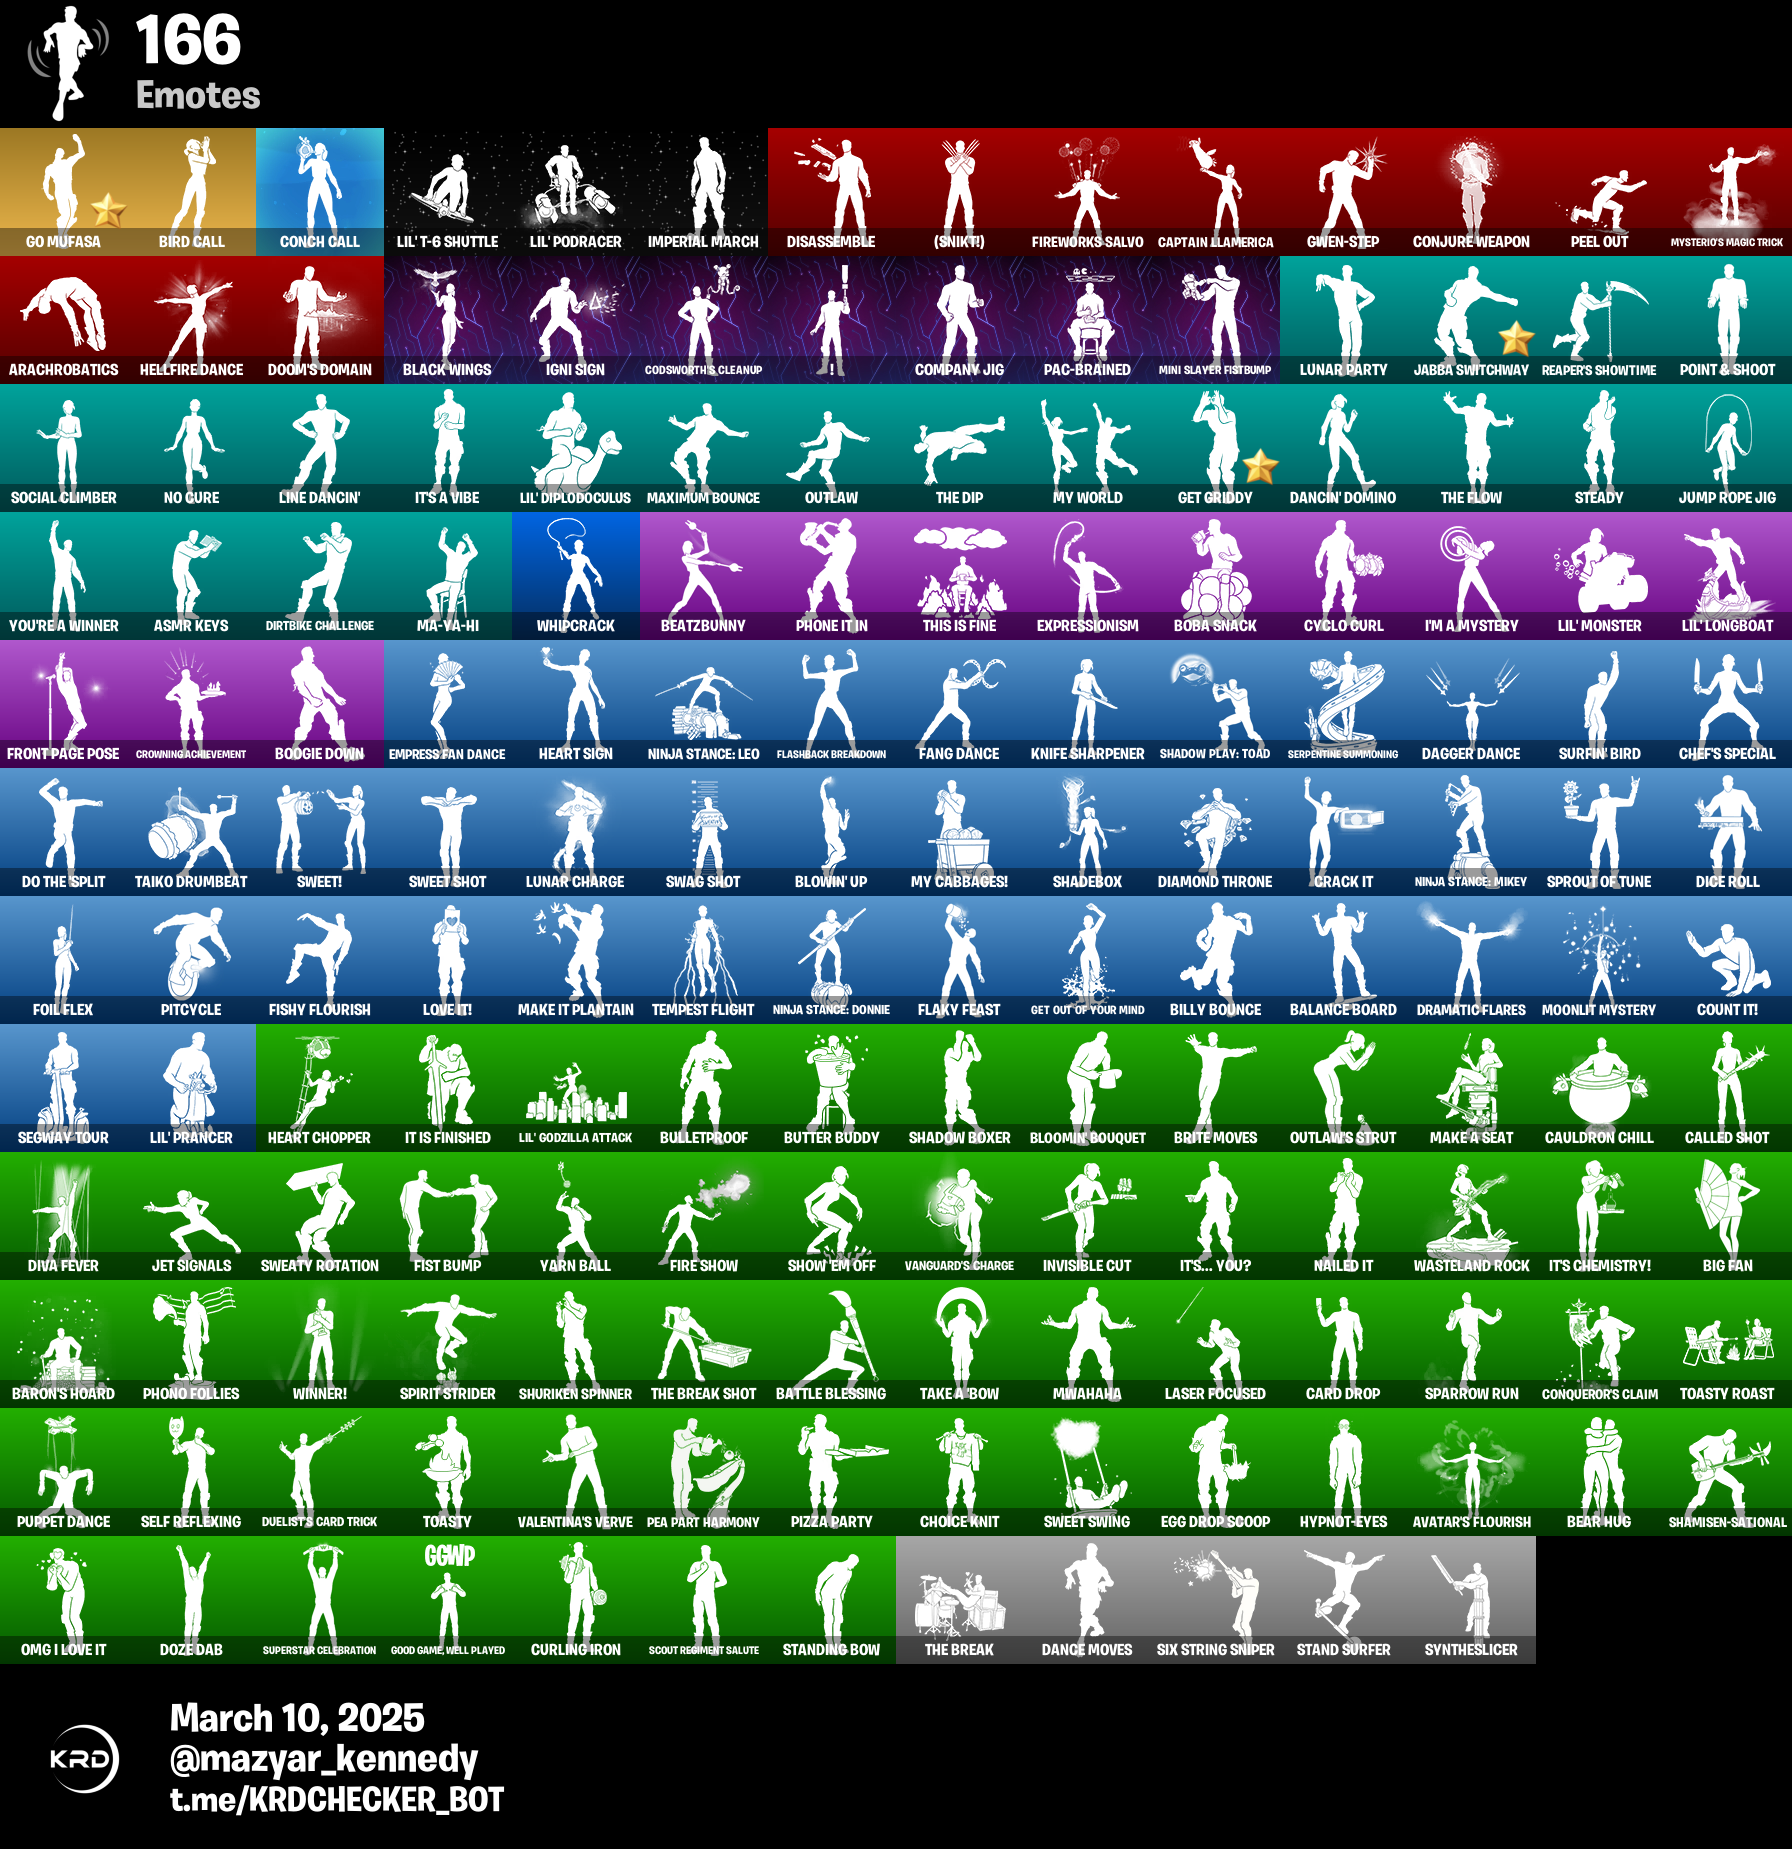 166
Emotes
GO MUFASA BIRD CALL CONCH CALL LIL' T-6 SHUTTLE LIL' PODRACER IMPERIAL MARCH DISASSEMBLE (SNIKT!) FIREWORKS SALVO CAPTAIN LLAMERICA GWEN-STEP CONJURE WEAPON PEEL OUT MYSTERIO'S MAGIC TRICK
ARACHROBATICS HELLFIRE DANCE DOOM'S DOMAIN BLACK WINGS IGNI SIGN CODSWORTH'S CLEANUP ! COMPANY JIG PAC-BRAINED MINI SLAYER FISTBUMP LUNAR PARTY JABBA SWITCHWAY REAPER'S SHOWTIME POINT & SHOOT
SOCIAL CLIMBER NO CURE LINE DANCIN' IT'S A VIBE LIL' DIPLODOCULUS MAXIMUM BOUNCE OUTLAW THE DIP MY WORLD GET GRIDDY DANCIN' DOMINO THE FLOW STEADY JUMP ROPE JIG
YOU'RE A WINNER ASMR KEYS DIRTBIKE CHALLENGE MA-YA-HI WHIPCRACK BEATZBUNNY PHONE IT IN THIS IS FINE EXPRESSIONISM BOBA SNACK CYCLO CURL I'M A MYSTERY LIL' MONSTER LIL' LONGBOAT
FRONT PAGE POSE CROWNING ACHIEVEMENT BOOGIE DOWN EMPRESS FAN DANCE HEART SIGN NINJA STANCE: LEO FLASHBACK BREAKDOWN FANG DANCE KNIFE SHARPENER SHADOW PLAY: TOAD SERPENTINE SUMMONING DAGGER DANCE SURFIN' BIRD CHEF'S SPECIAL
DO THE 'SPLIT TAIKO DRUMBEAT SWEET! SWEET SHOT LUNAR CHARGE SWAG SHOT BLOWIN' UP MY CABBAGES! SHADEBOX DIAMOND THRONE CRACK IT NINJA STANCE: MIKEY SPROUT OF TUNE DICE ROLL
FOIL FLEX PITCYCLE FISHY FLOURISH LOVE IT! MAKE IT PLANTAIN TEMPEST FLIGHT NINJA STANCE: DONNIE FLAKY FEAST GET OUT OF YOUR MIND BILLY BOUNCE BALANCE BOARD DRAMATIC FLARES MOONLIT MYSTERY COUNT IT!
SEGWAY TOUR LIL' PRANCER HEART CHOPPER IT IS FINISHED LIL' GODZILLA ATTACK BULLETPROOF BUTTER BUDDY SHADOW BOXER BLOOMIN' BOUQUET BRITE MOVES OUTLAW'S STRUT MAKE A SEAT CAULDRON CHILL CALLED SHOT
DIVA FEVER JET SIGNALS SWEATY ROTATION FIST BUMP YARN BALL FIRE SHOW SHOW 'EM OFF VANGUARD'S CHARGE INVISIBLE CUT IT'S... YOU? NAILED IT WASTELAND ROCK IT'S CHEMISTRY! BIG FAN
BARON'S HOARD PHONO FOLLIES WINNER! SPIRIT STRIDER SHURIKEN SPINNER THE BREAK SHOT BATTLE BLESSING TAKE A 'BOW MWAHAHA LASER FOCUSED CARD DROP SPARROW RUN CONQUEROR'S CLAIM TOASTY ROAST
PUPPET DANCE SELF REFLEXING DUELIST'S CARD TRICK TOASTY VALENTINA'S VERVE PEA PART HARMONY PIZZA PARTY CHOICE KNIT SWEET SWING EGG DROP SCOOP HYPNOT-EYES AVATAR'S FLOURISH BEAR HUG SHAMISEN-SATIONAL
GGWP
OMG I LOVE IT DOZE DAB SUPERSTAR CELEBRATION GOOD GAME, WELL PLAYED CURLING IRON SCOUT REGIMENT SALUTE STANDING BOW THE BREAK DANCE MOVES SIX STRING SNIPER STAND SURFER SYNTHESLICER
March 10, 2025
KRD @mazyar_kennedy
t.me/KRDCHECKER_BOT